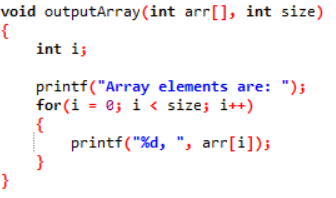 void outputArray(int arr[], int size)
{
    int i;

    printf("Array elements are: ");
    for(i = 0; i < size; i++)
    {
        printf("%d, ", arr[i]);
    }
}